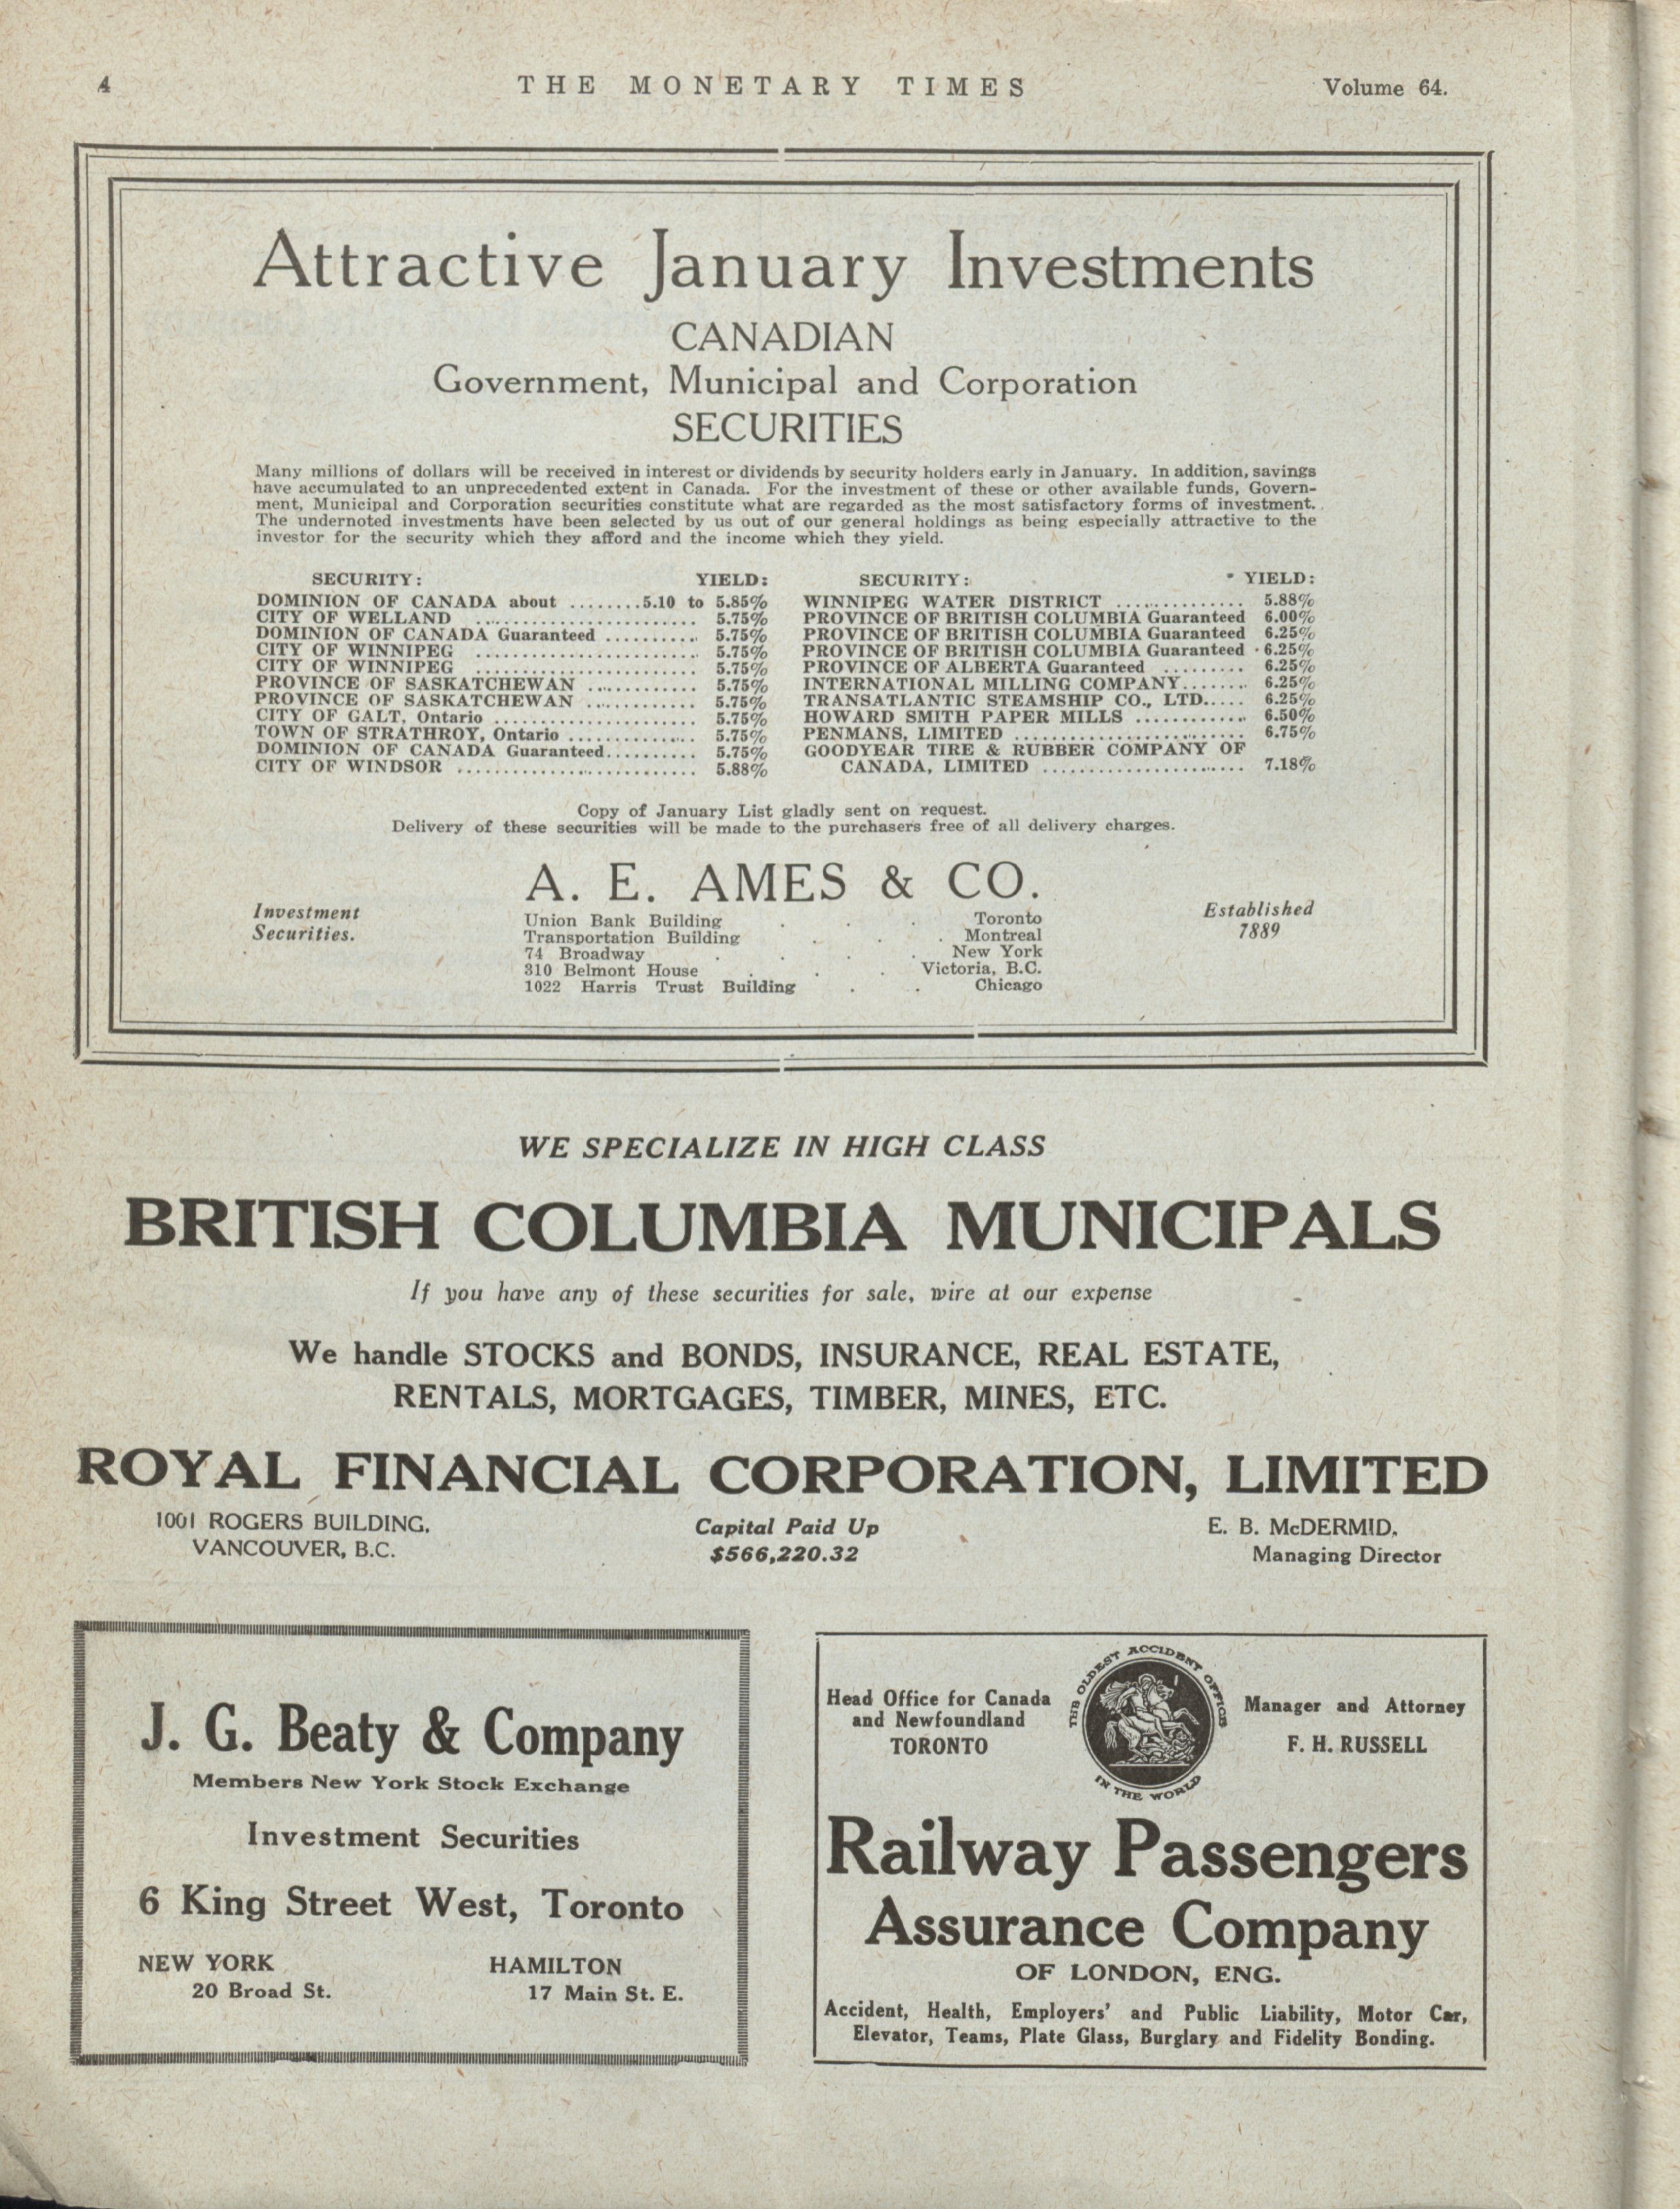 4 THE MONETARY TIMES Volume 64.
Attractive January Investments
CANADIAN
Government, Municipal and Corporation
SECURITIES
Many millions of dollars will be received in interest or dividends by security holders early in January. In addition, savings
have accumulated to an unprecedented extent in Canada. For the investment of these or other available funds, Govern-
ment, Municipal and Corporation securities constitute what are regarded as the most satisfactory forms of investment.
The undernoted investments have been selected by us out of our general holdings as being especially attractive to the
investor for the security which they afford and the income which they yield.
SECURITY: YIELD:
DOMINION OF CANADA about ........5.10 to 5.85%
CITY OF WELLAND ........................ 5.75%
DOMINION OF CANADA Guaranteed .......... 5.75%
CITY OF WINNIPEG ........................ 5.75%
CITY OF WINNIPEG ........................ 5.75%
PROVINCE OF SASKATCHEWAN ............ 5.75%
PROVINCE OF SASKATCHEWAN ............ 5.75%
CITY OF GALT, Ontario ...................... 5.75%
TOWN OF STRATHROY, Ontario .............. 5.75%
DOMINION OF CANADA Guaranteed.......... 5.75%
CITY OF WINDSOR .......................... 5.88%
SECURITY: YIELD:
WINNIPEG WATER DISTRICT .............. 5.88%
PROVINCE OF BRITISH COLUMBIA Guaranteed 6.00%
PROVINCE OF BRITISH COLUMBIA Guaranteed 6.25%
PROVINCE OF BRITISH COLUMBIA Guaranteed 6.25%
PROVINCE OF ALBERTA Guaranteed ......... 6.25%
INTERNATIONAL MILLING COMPANY....... 6.25%
TRANSATLANTIC STEAMSHIP CO., LTD..... 6.25%
HOWARD SMITH PAPER MILLS ............ 6.50%
PENMANS, LIMITED ......................... 6.75%
GOODYEAR TIRE & RUBBER COMPANY OF
CANADA, LIMITED ...................... 7.18%
Copy of January List gladly sent on request.
Delivery of these securities will be made to the purchasers free of all delivery charges.
A. E. AMES & CO.
Investment
Securities.
Union Bank Building . . . Toronto
Transportation Building . . . Montreal
74 Broadway . . . . New York
310 Belmont House . . . Victoria, B.C.
1022 Harris Trust Building . . Chicago
Established
1889
WE SPECIALIZE IN HIGH CLASS
BRITISH COLUMBIA MUNICIPALS
If you have any of these securities for sale, wire at our expense
We handle STOCKS and BONDS, INSURANCE, REAL ESTATE,
RENTALS, MORTGAGES, TIMBER, MINES, ETC.
ROYAL FINANCIAL CORPORATION, LIMITED
1001 ROGERS BUILDING,
VANCOUVER, B.C.
Capital Paid Up
$566,220.32
E. B. McDERMID,
Managing Director
J. G. Beaty & Company
Members New York Stock Exchange
Investment Securities
6 King Street West, Toronto
NEW YORK
20 Broad St.
HAMILTON
17 Main St. E.
Head Office for Canada
and Newfoundland
TORONTO
THE OLDEST ACCIDENT OFFICE
IN THE WORLD
Manager and Attorney
F. H. RUSSELL
Railway Passengers
Assurance Company
OF LONDON, ENG.
Accident, Health, Employers' and Public Liability, Motor Car,
Elevator, Teams, Plate Glass, Burglary and Fidelity Bonding.